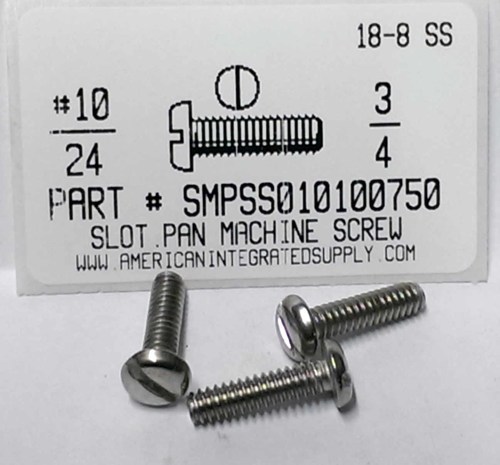 18-8 SS
#10
24
3
4
PART # SMPSS010100750
SLOT.PAN MACHINE SCREW
WWW.AMERICANINTEGRATEDSUPPLY.COM